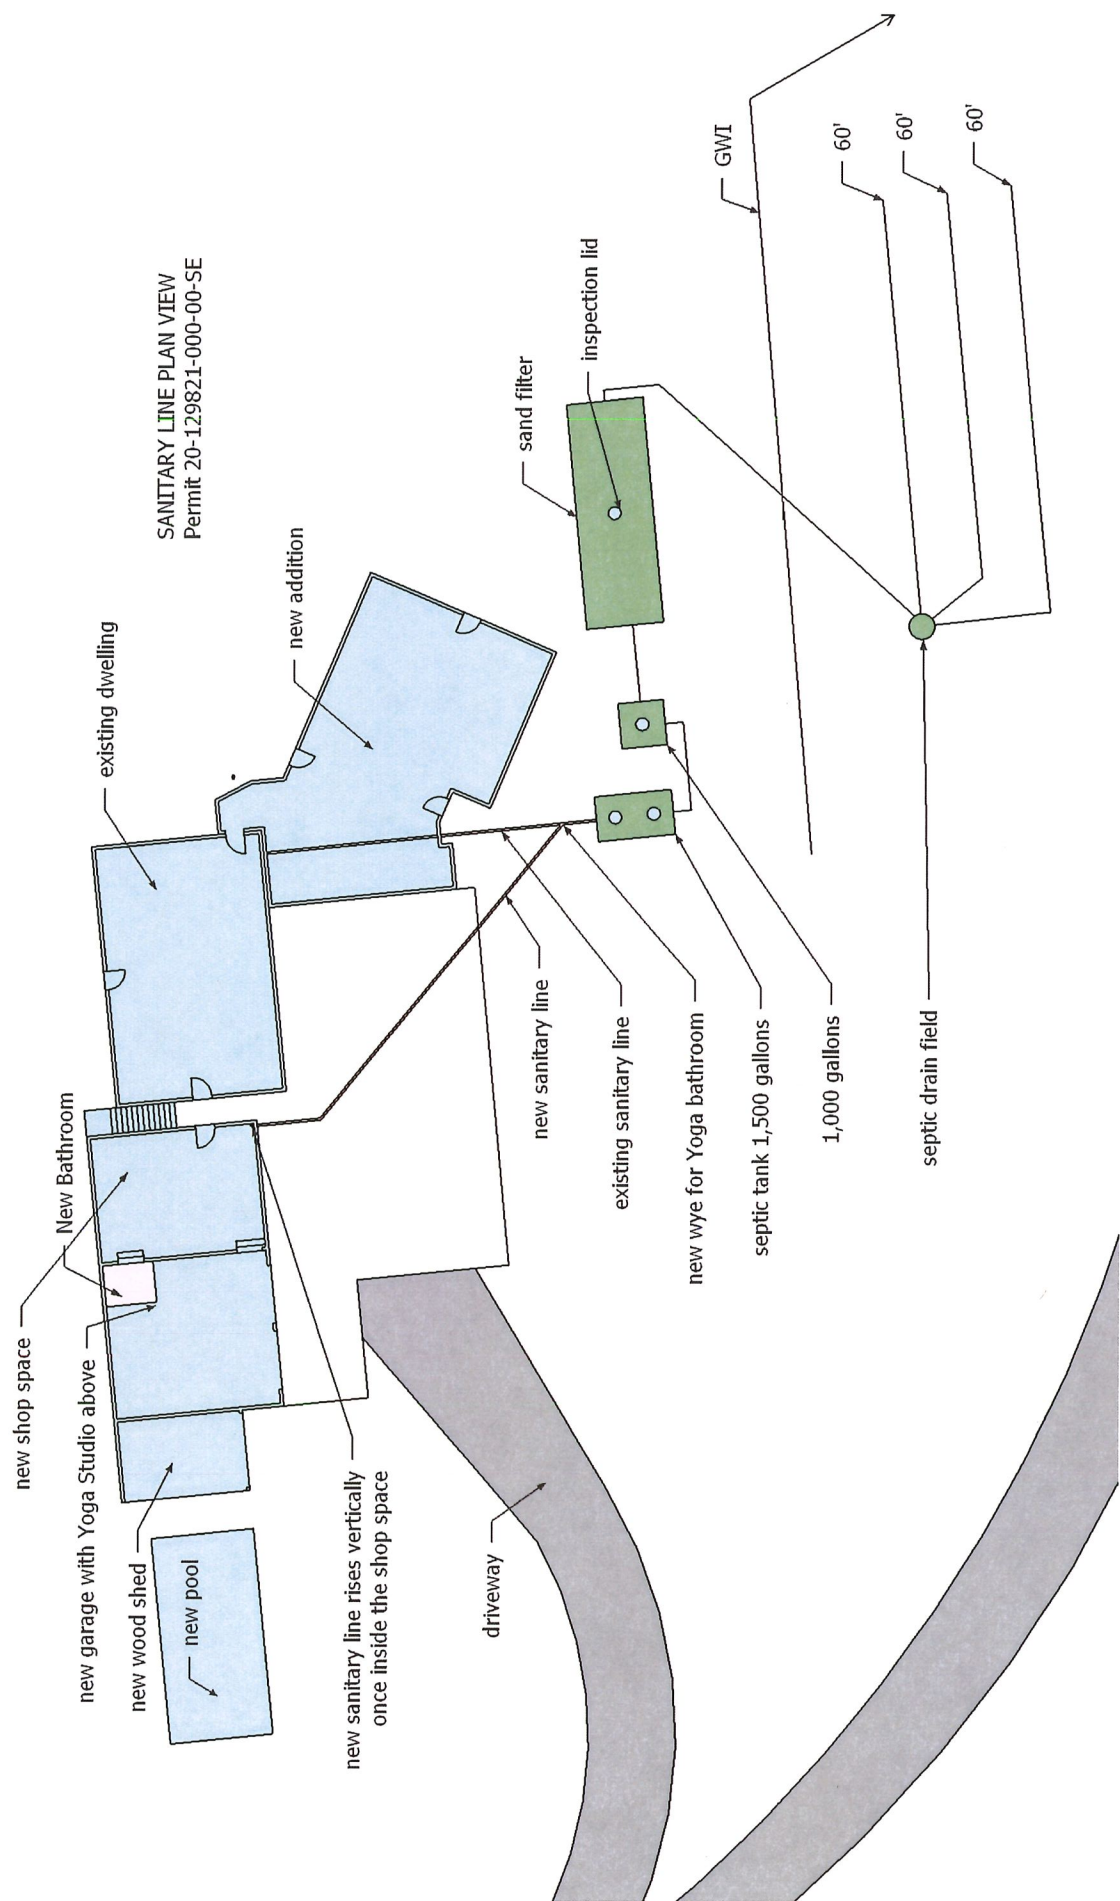 SANITARY LINE PLAN VIEW
Permit 20-129821-000-00-SE
new shop space
New Bathroom
existing dwelling
new garage with Yoga Studio above
new wood shed
new pool
new addition
new sanitary line rises vertically
once inside the shop space
driveway
new sanitary line
sand filter
inspection lid
existing sanitary line
new wye for Yoga bathroom
septic tank 1,500 gallons
1,000 gallons
septic drain field
GWI
60'
60'
60'